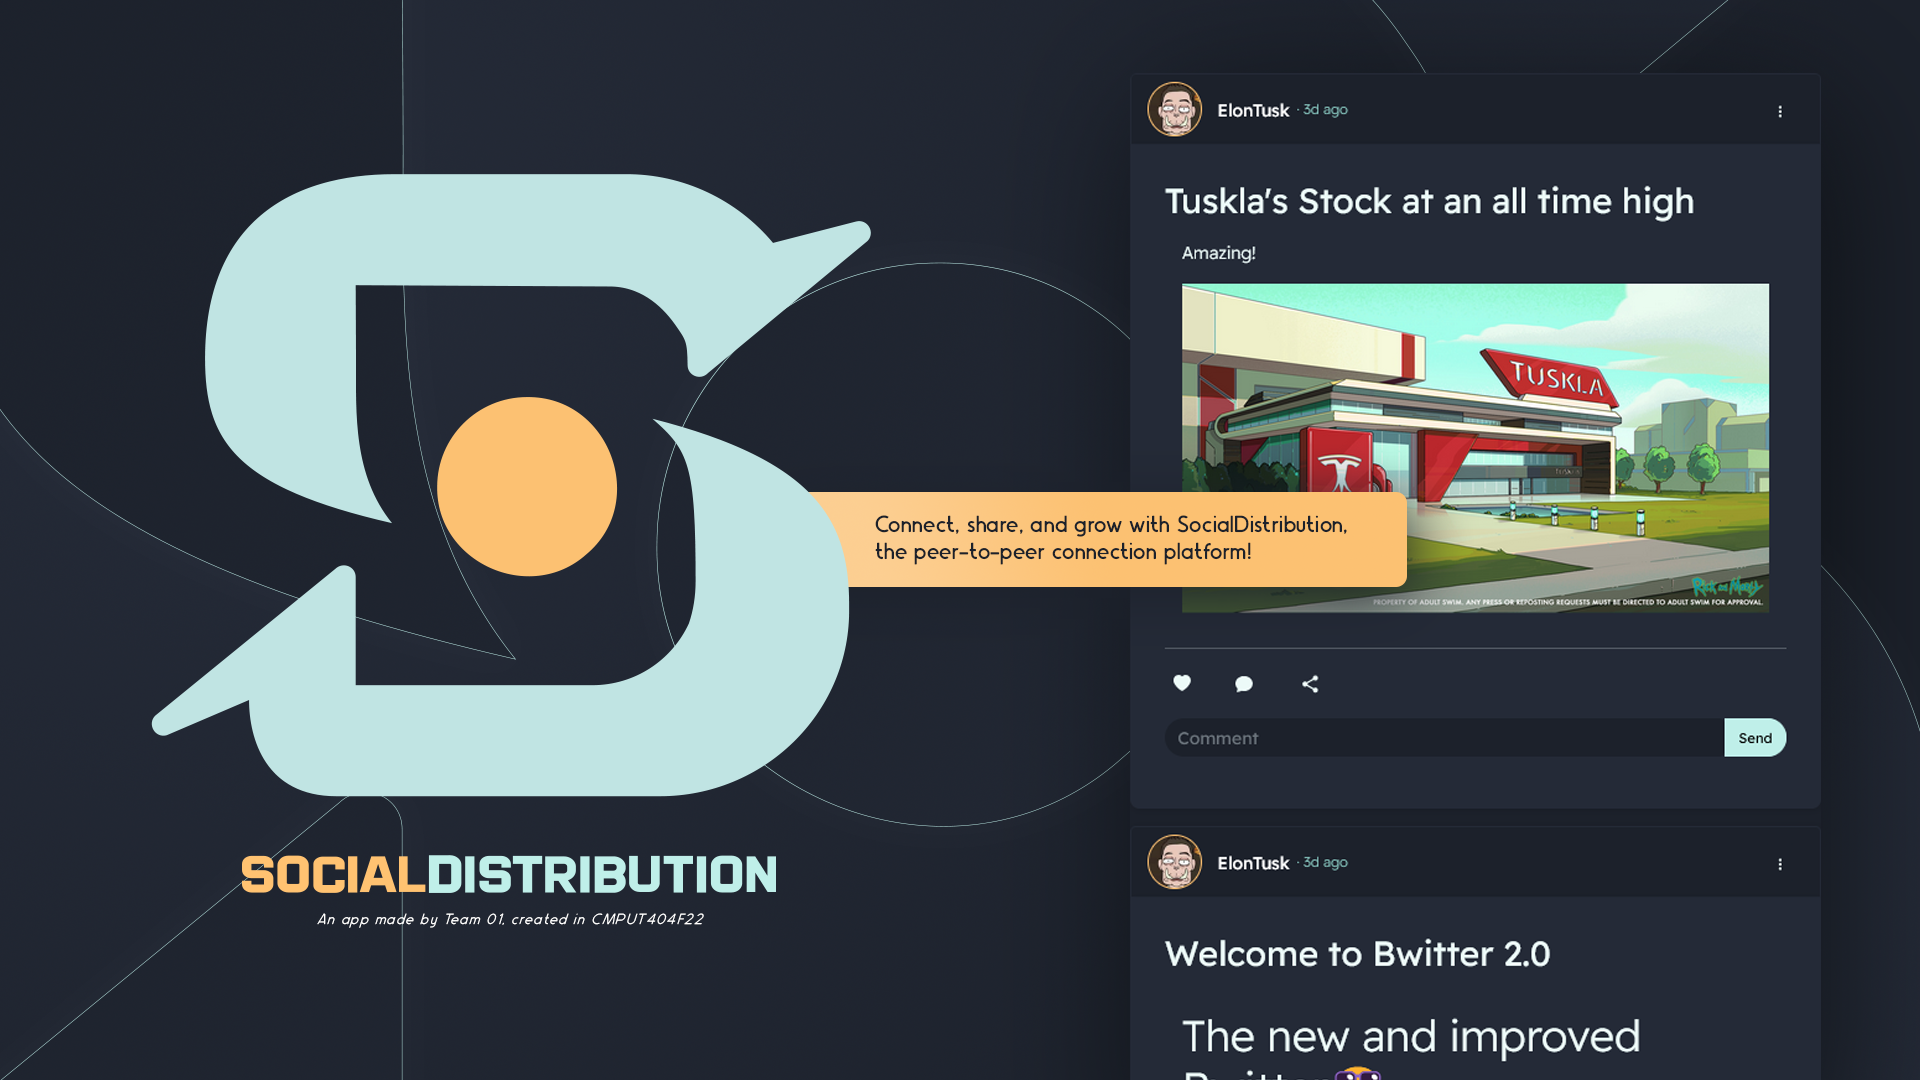 SOCIALDISTRIBUTION
An app made by Team 01, created in CMPUT404F22
Connect, share, and grow with SocialDistribution,
the peer-to-peer connection platform!
ElonTusk · 3d ago
Tuskla's Stock at an all time high
Amazing!
TUSKLA
TUSKLA
Rick and Morty
PROPERTY OF ADULT SWIM. ANY PRESS OR REPOSTING REQUESTS MUST BE DIRECTED TO ADULT SWIM FOR APPROVAL.
Comment
Send
ElonTusk · 3d ago
Welcome to Bwitter 2.0
The new and improved
Bwitter